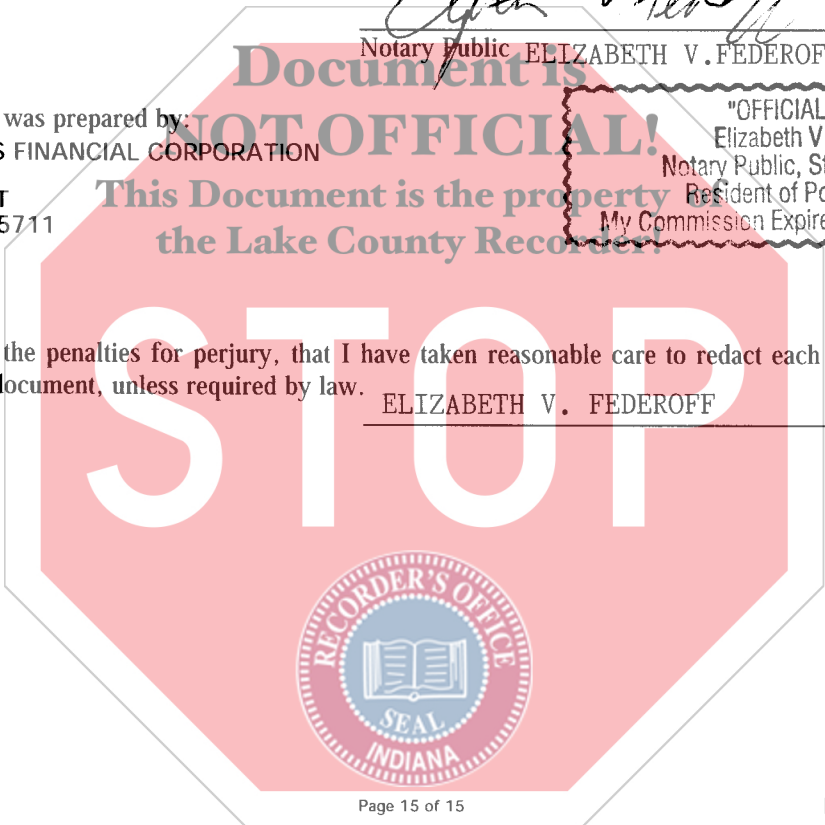 Notary Public ELIZABETH V.FEDEROF
Document is
NOT OFFICIAL!
This Document is the property of
the Lake County Recorder!
was prepared by:
S FINANCIAL CORPORATION
T
5711
"OFFICIAL
Elizabeth V
Notary Public, St
Resident of Po
My Commission Expire
STOP
the penalties for perjury, that I have taken reasonable care to redact each
document, unless required by law.
ELIZABETH V. FEDEROFF
RECORDER'S OFFICE
SEAL
INDIANA
Page 15 of 15